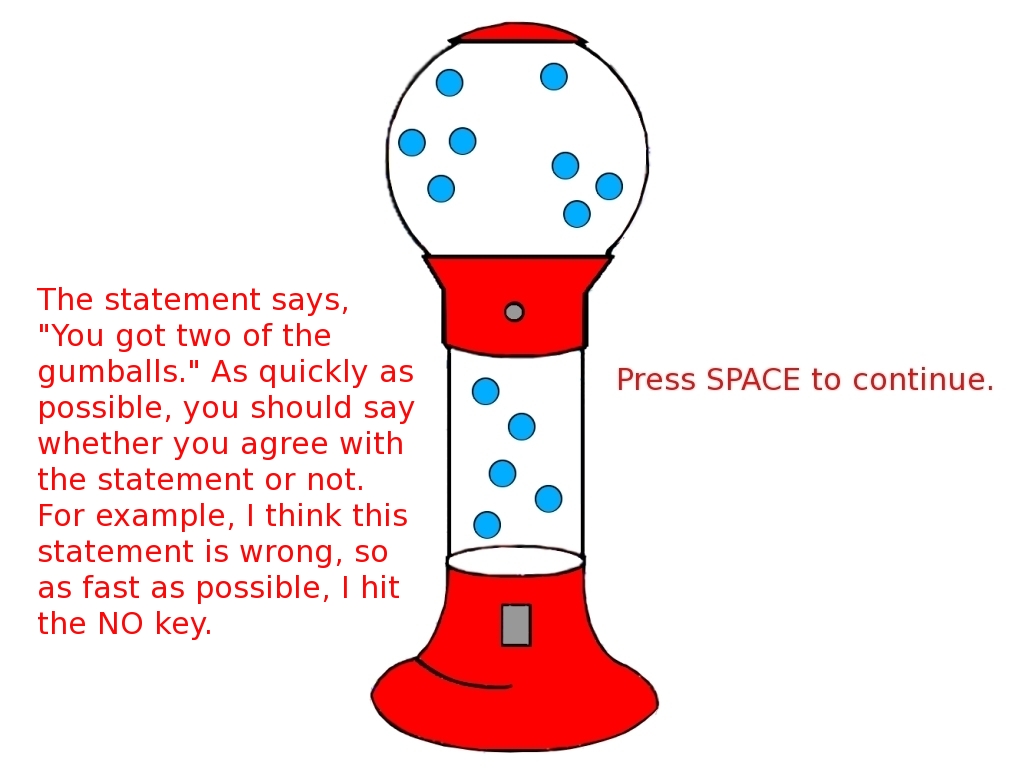 The statement says,
"You got two of the
gumballs." As quickly as
possible, you should say
whether you agree with
the statement or not.
For example, I think this
statement is wrong, so
as fast as possible, I hit
the NO key.
Press SPACE to continue.